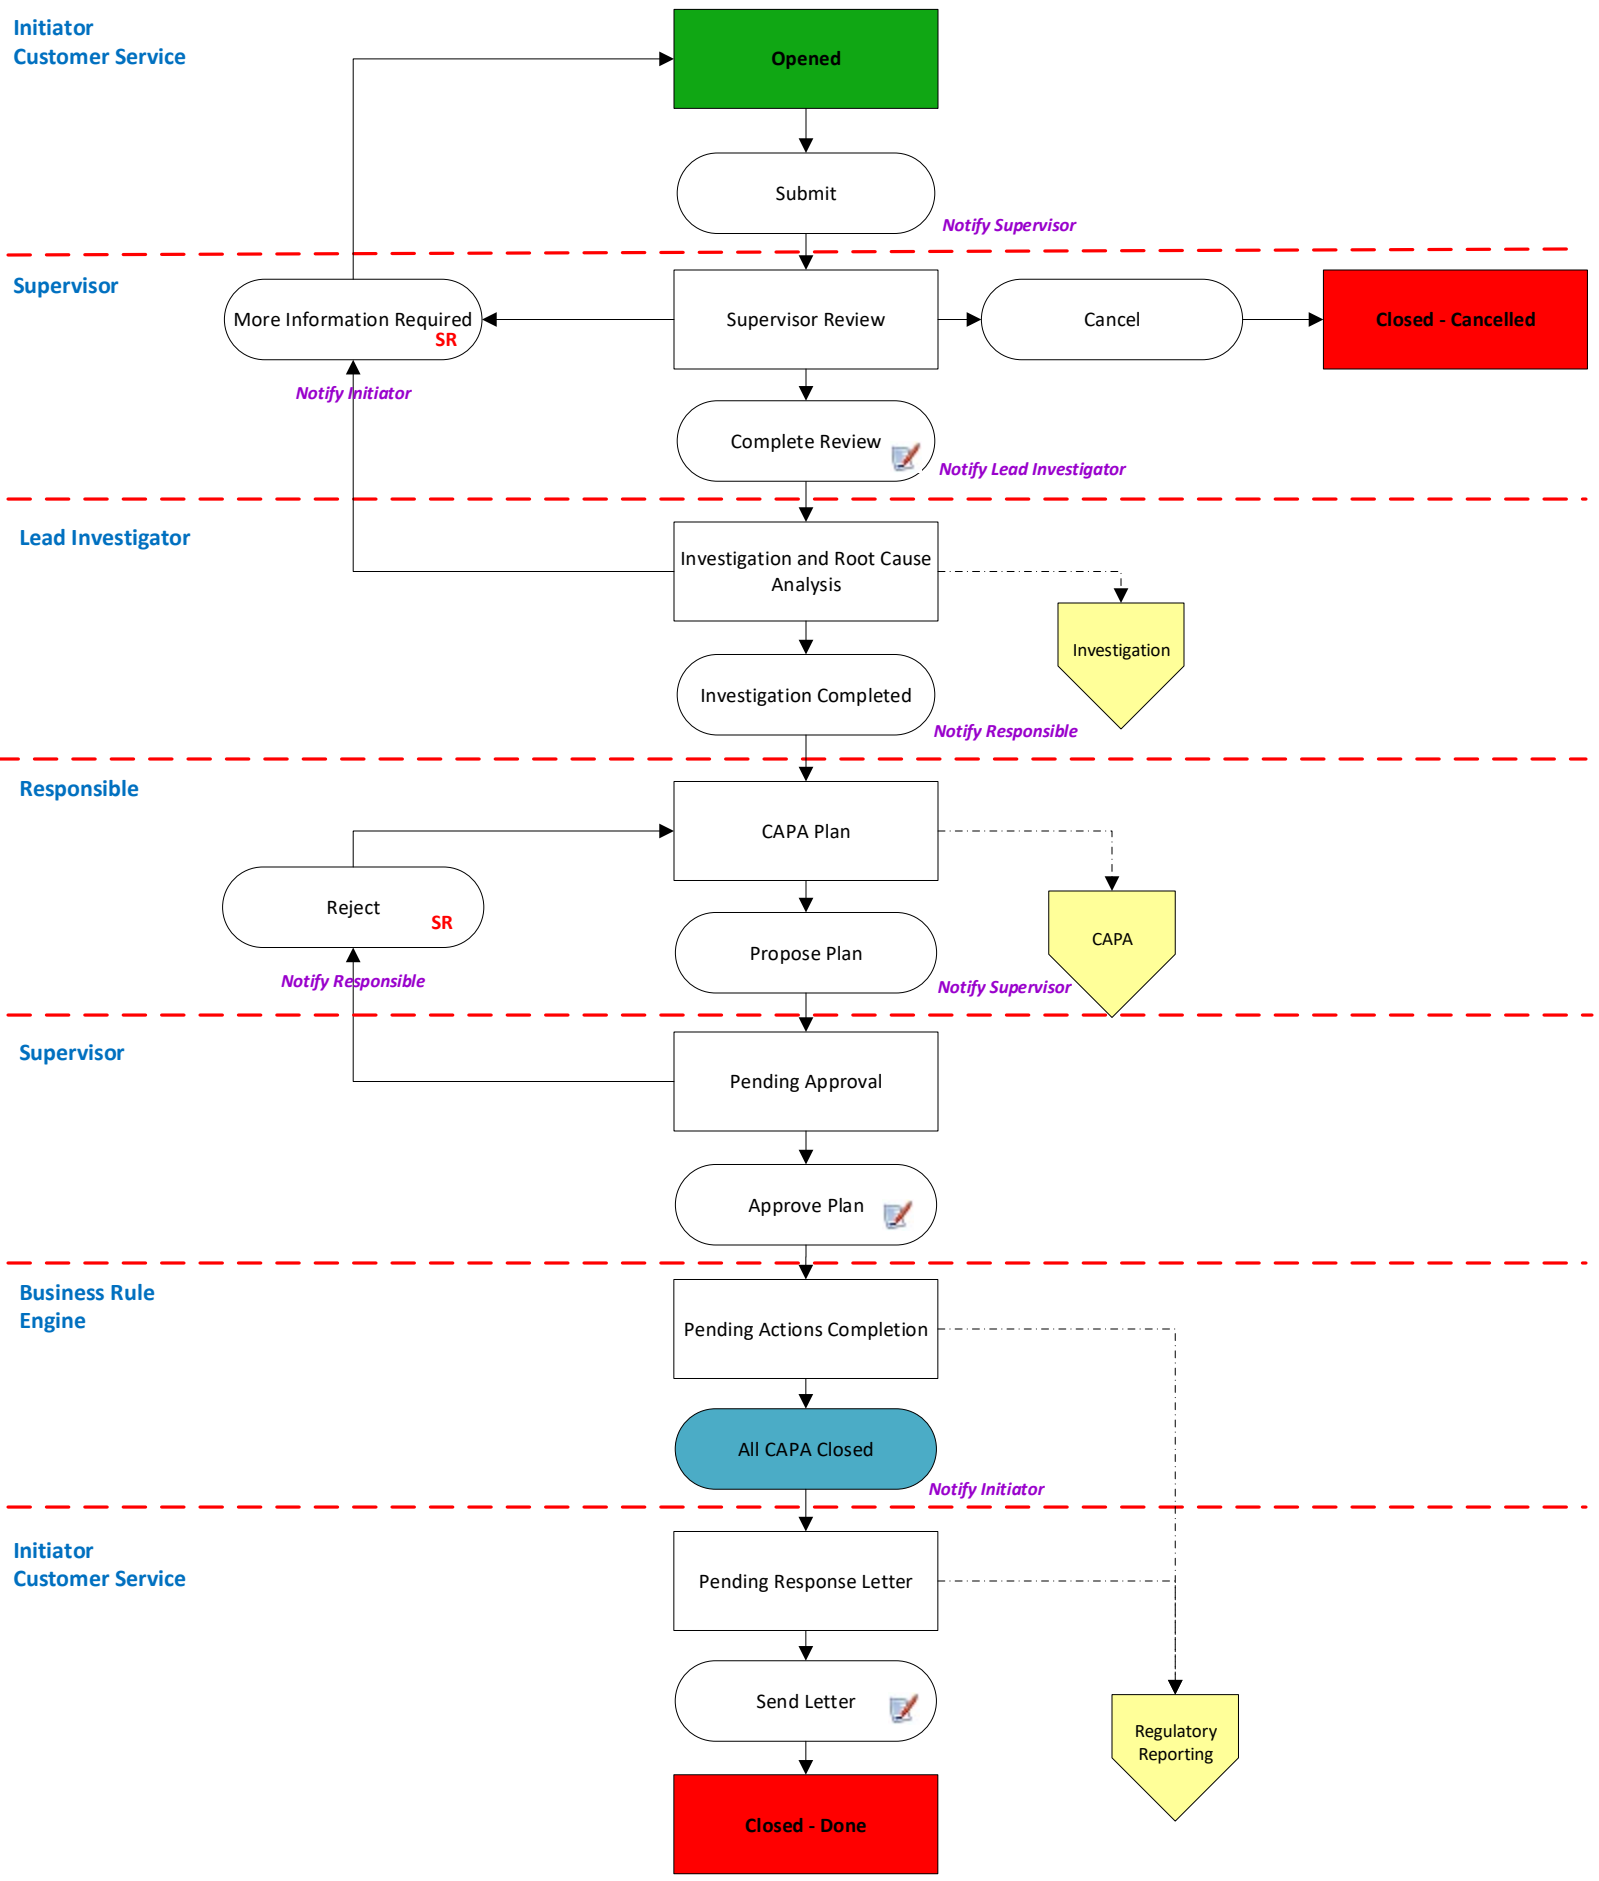 Initiator
Customer Service
Opened
Submit
Notify Supervisor
Supervisor
More Information Required
SR
Supervisor Review
Cancel
Closed - Cancelled
Notify Initiator
Complete Review
Notify Lead Investigator
Lead Investigator
Investigation and Root Cause
Analysis
Investigation
Investigation Completed
Notify Responsible
Responsible
CAPA Plan
Reject
SR
CAPA
Propose Plan
Notify Responsible
Notify Supervisor
Supervisor
Pending Approval
Approve Plan
Business Rule
Engine
Pending Actions Completion
All CAPA Closed
Notify Initiator
Initiator
Customer Service
Pending Response Letter
Send Letter
Regulatory
Reporting
Closed - Done